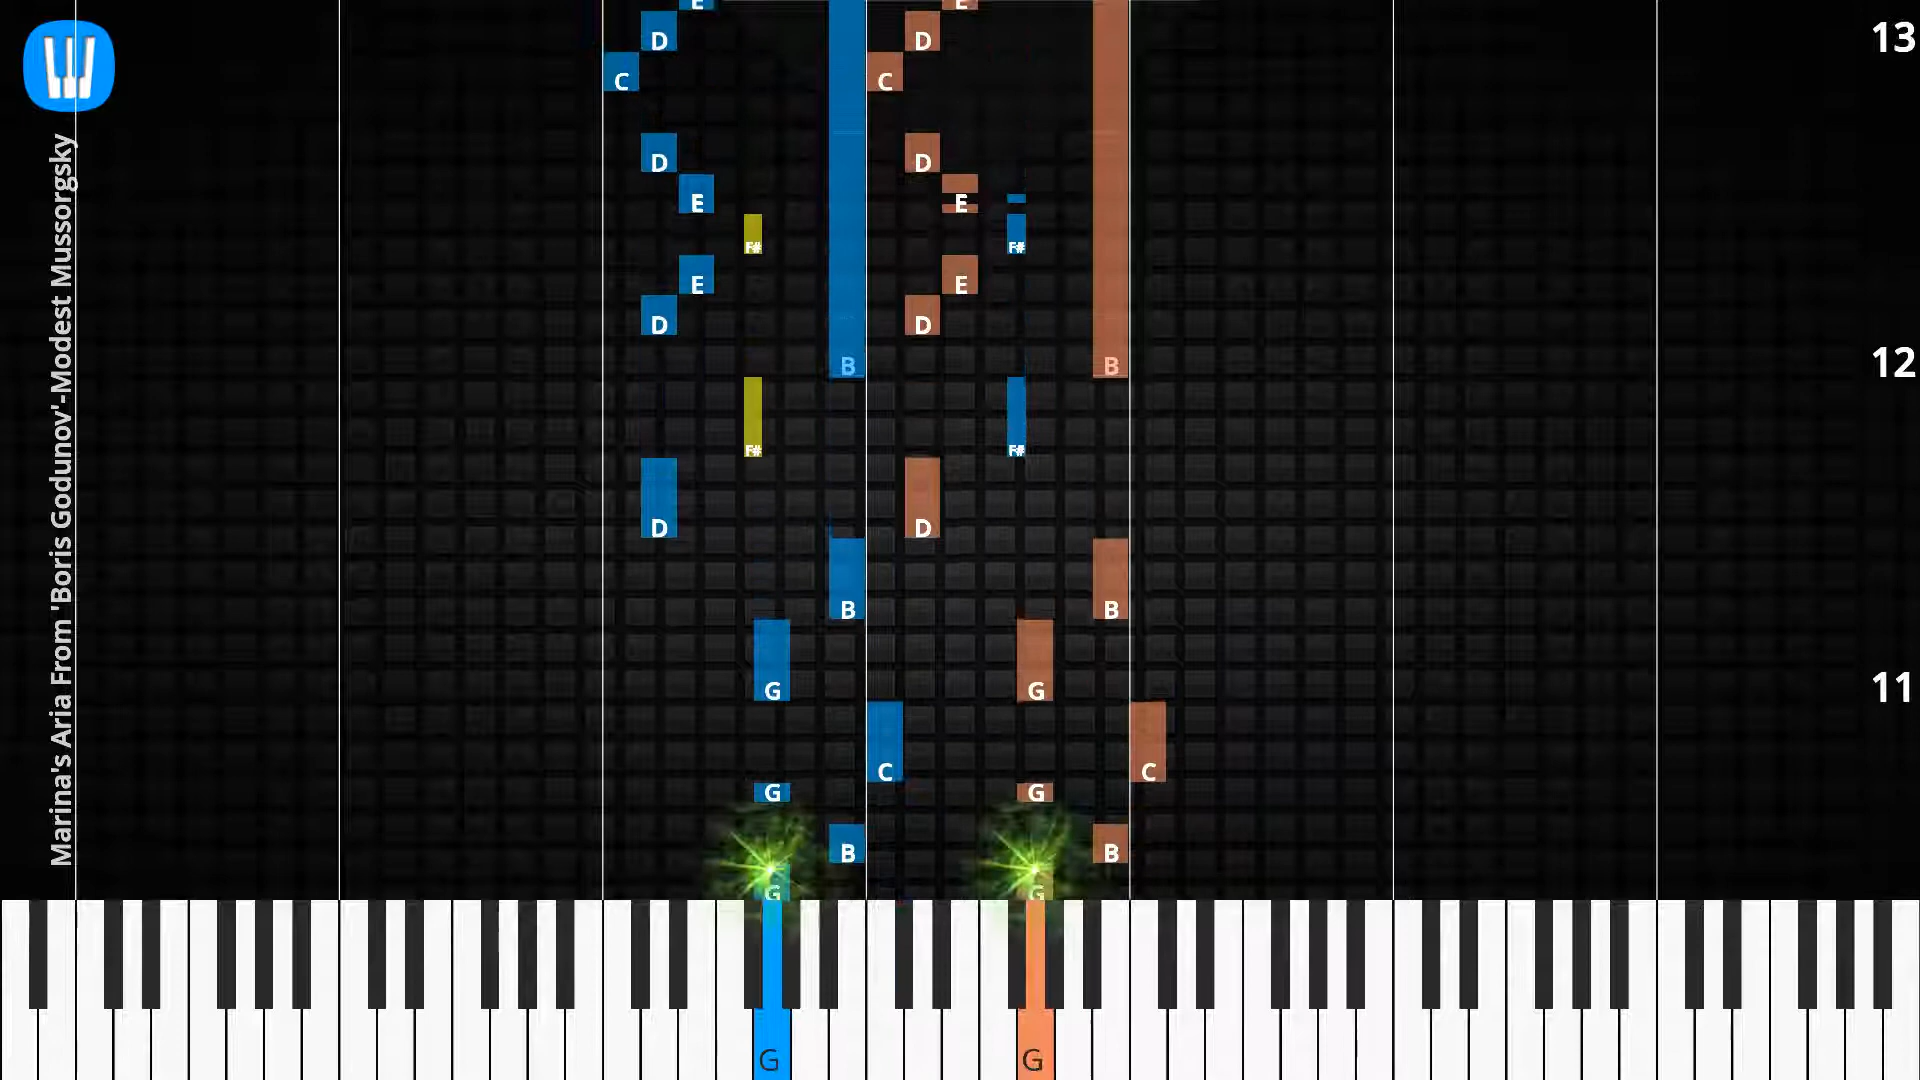 E E
D D 13
C C
D D
E E
F# F#
E E
D D
B B 12
F# F#
D D
B B
G G 11
C C
G G
B B
G G
G G
Marina's Aria From 'Boris Godunov'-Modest Mussorgsky